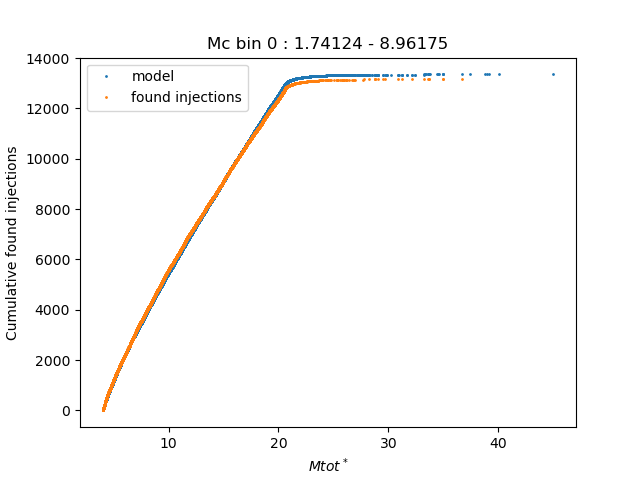 Mc bin 0 : 1.74124 - 8.96175
model
found injections
Cumulative found injections
14000
12000
10000
8000
6000
4000
2000
0
10
20
30
40
Mtot*